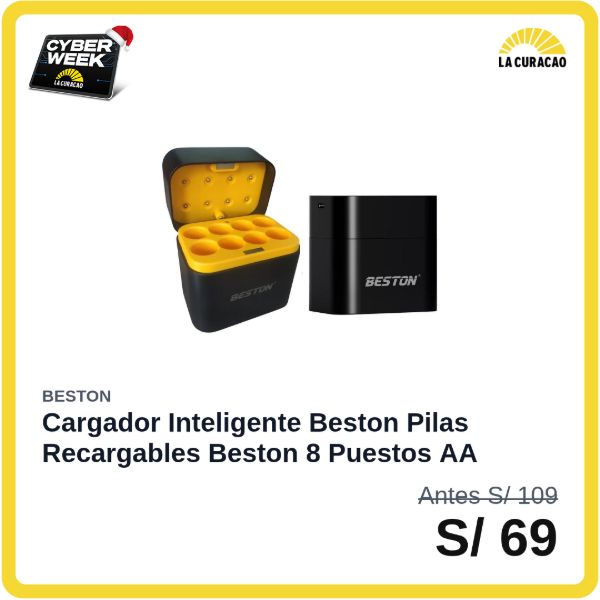 CYBER
WEEK
LA CURACAO
LA CURACAO
BESTON
BESTON
BESTON
Cargador Inteligente Beston Pilas
Recargables Beston 8 Puestos AA
Antes S/ 109
S/ 69